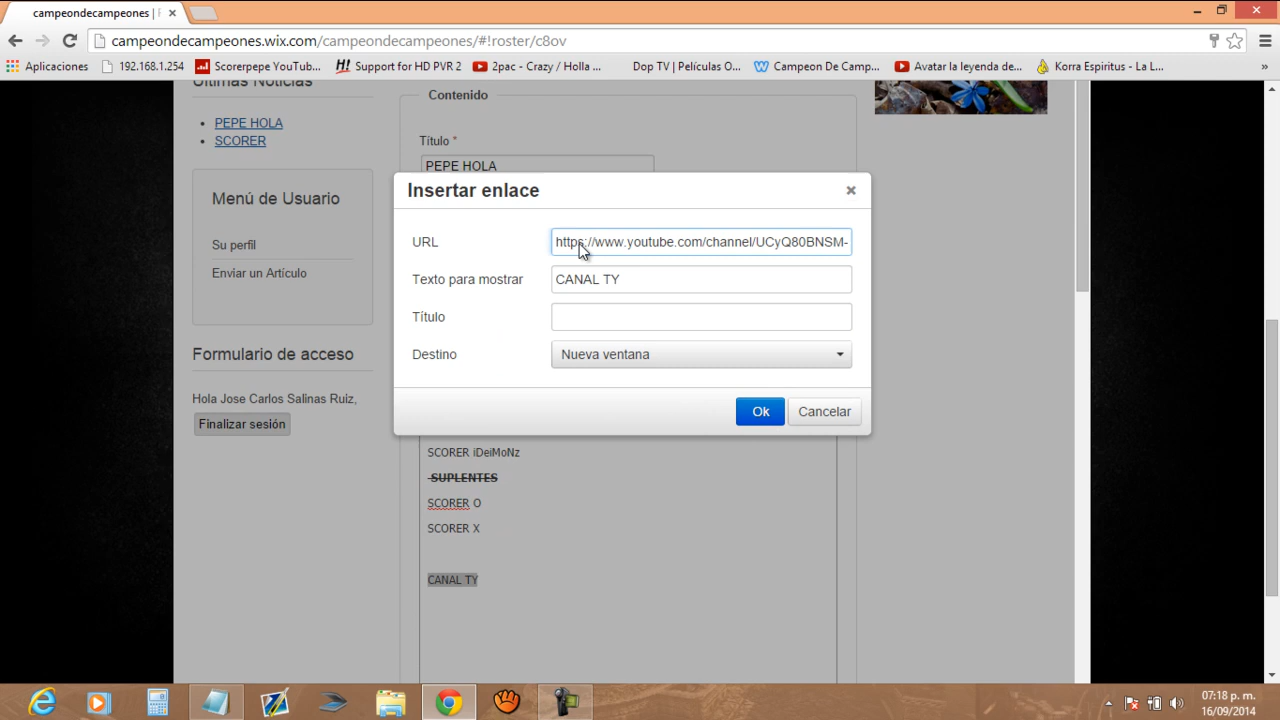 campeondecampeones |
campeondecampeones.wix.com/campeondecampeones/#!roster/c8ov
Aplicaciones
192.168.1.254
Scorerpepe YouTub...
Support for HD PVR 2
2pac - Crazy / Holla ...
Dop TV | Películas O...
Campeon De Camp...
Avatar la leyenda de...
Korra Espiritus - La L...
»
Últimas Noticias
PEPE HOLA
SCORER
Menú de Usuario
Su perfil
Enviar un Artículo
Formulario de acceso
Hola Jose Carlos Salinas Ruiz,
Finalizar sesión
Contenido
Título *
PEPE HOLA
Insertar enlace
URL
https://www.youtube.com/channel/UCyQ80BNSM-
Texto para mostrar
CANAL TY
Título
Destino
Nueva ventana
Ok
Cancelar
SCORER iDeiMoNz
SUPLENTES
SCORER O
SCORER X
CANAL TY
07:18 p. m.
16/09/2014